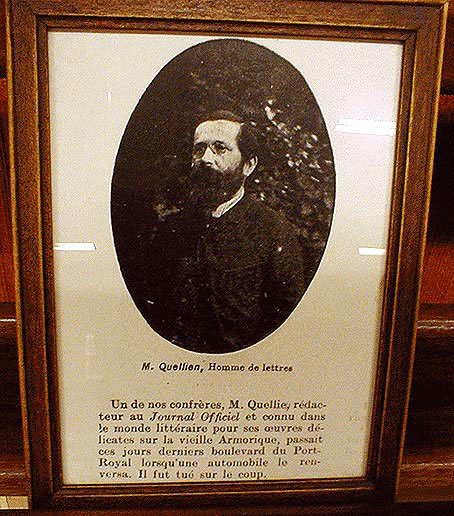 M. Quellien, Homme de lettres
Un de nos confrères, M. Quellie, rédac-
teur au Journal Officiel et connu dans
le monde littéraire pour ses œuvres dé-
licates sur la vieille Armorique, passait
ces jours derniers boulevard du Port-
Royal lorsqu'une automobile le ren-
versa. Il fut tué sur le coup.